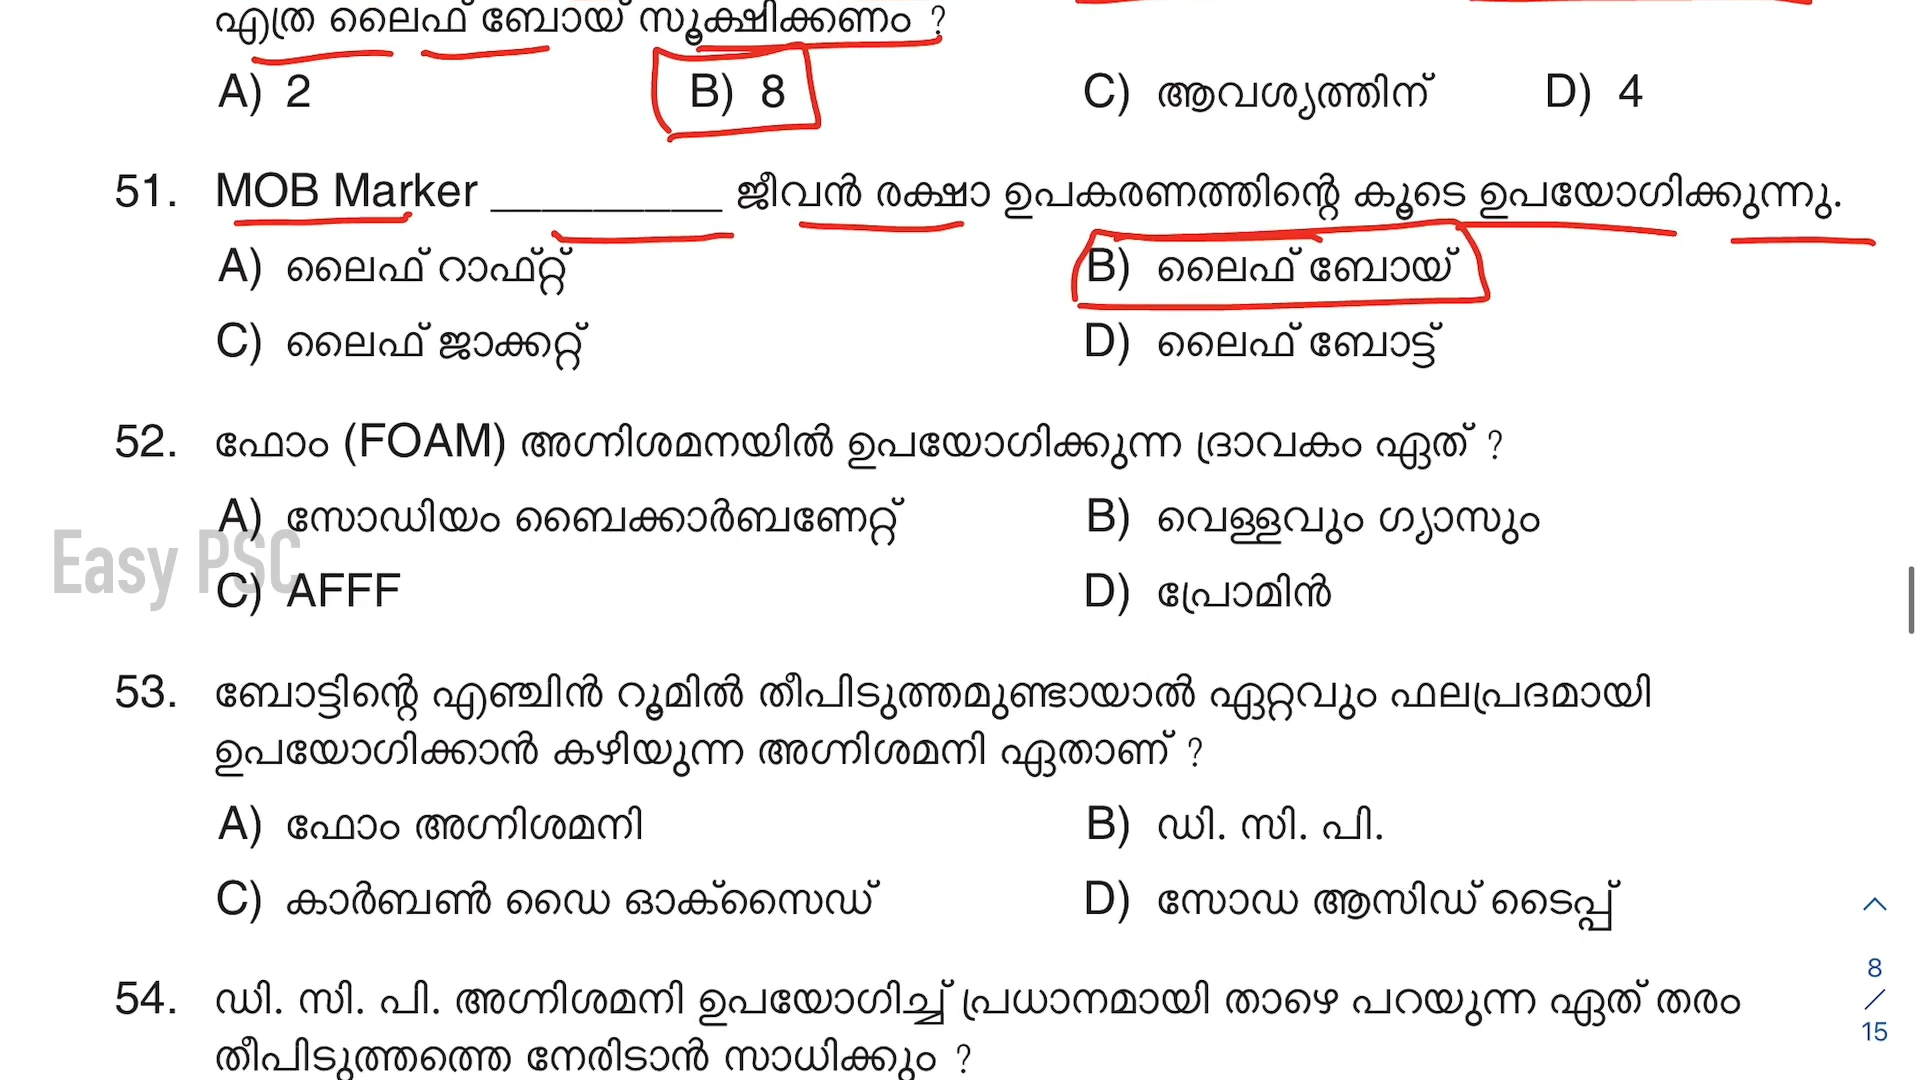 എത്ര ലൈഫ് ബോയ് സൂക്ഷിക്കണം ?
A) 2 B) 8 C) ആവശ്യത്തിന് D) 4
51. MOB Marker _________ ജീവൻ രക്ഷാ ഉപകരണത്തിന്റെ കൂടെ ഉപയോഗിക്കുന്നു.
A) ലൈഫ് റാഫ്റ്റ് B) ലൈഫ് ബോയ്
C) ലൈഫ് ജാക്കറ്റ് D) ലൈഫ് ബോട്ട്
52. ഫോം (FOAM) അഗ്നിശമനയിൽ ഉപയോഗിക്കുന്ന ദ്രാവകം ഏത് ?
A) സോഡിയം ബൈക്കാർബണേറ്റ് B) വെള്ളവും ഗ്യാസും
Easy PSC
C) AFFF D) പ്രോമിൻ
53. ബോട്ടിന്റെ എഞ്ചിൻ റൂമിൽ തീപിടുത്തമുണ്ടായാൽ ഏറ്റവും ഫലപ്രദമായി
ഉപയോഗിക്കാൻ കഴിയുന്ന അഗ്നിശമനി ഏതാണ് ?
A) ഫോം അഗ്നിശമനി B) ഡി. സി. പി.
C) കാർബൺ ഡൈ ഓക്സൈഡ് D) സോഡ ആസിഡ് ടൈപ്പ്
54. ഡി. സി. പി. അഗ്നിശമനി ഉപയോഗിച്ച് പ്രധാനമായി താഴെ പറയുന്ന ഏത് തരം
തീപിടുത്തത്തെ നേരിടാൻ സാധിക്കും ?
8
/
15